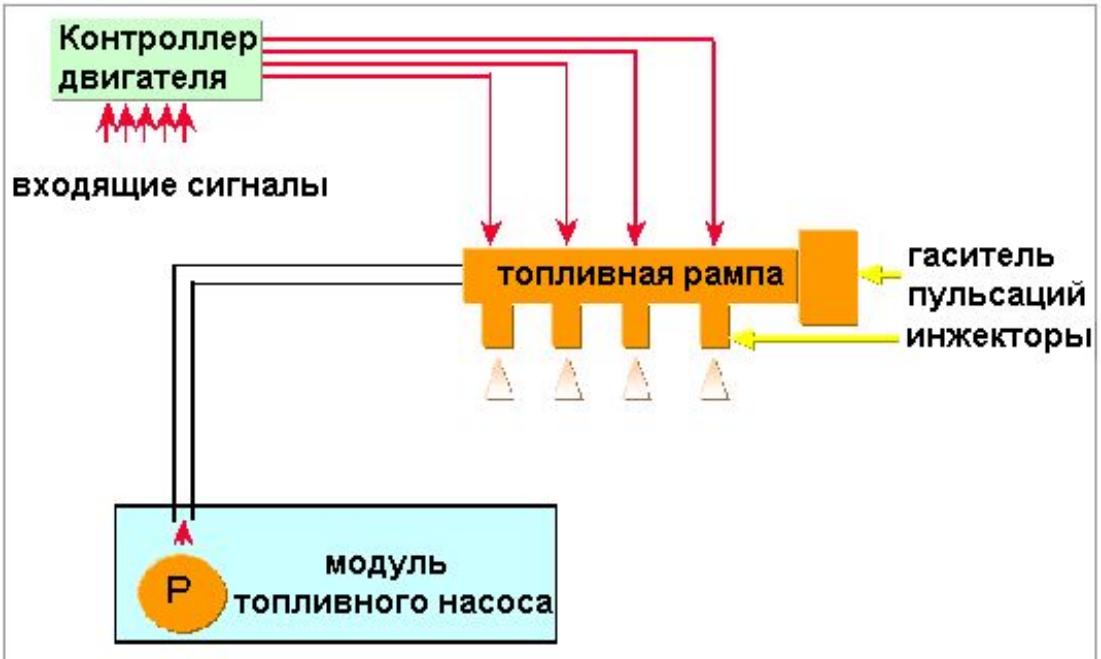 Контроллер
двигателя
входящие сигналы
топливная рампа
гаситель
пульсаций
инжекторы
модуль
топливного насоса
P